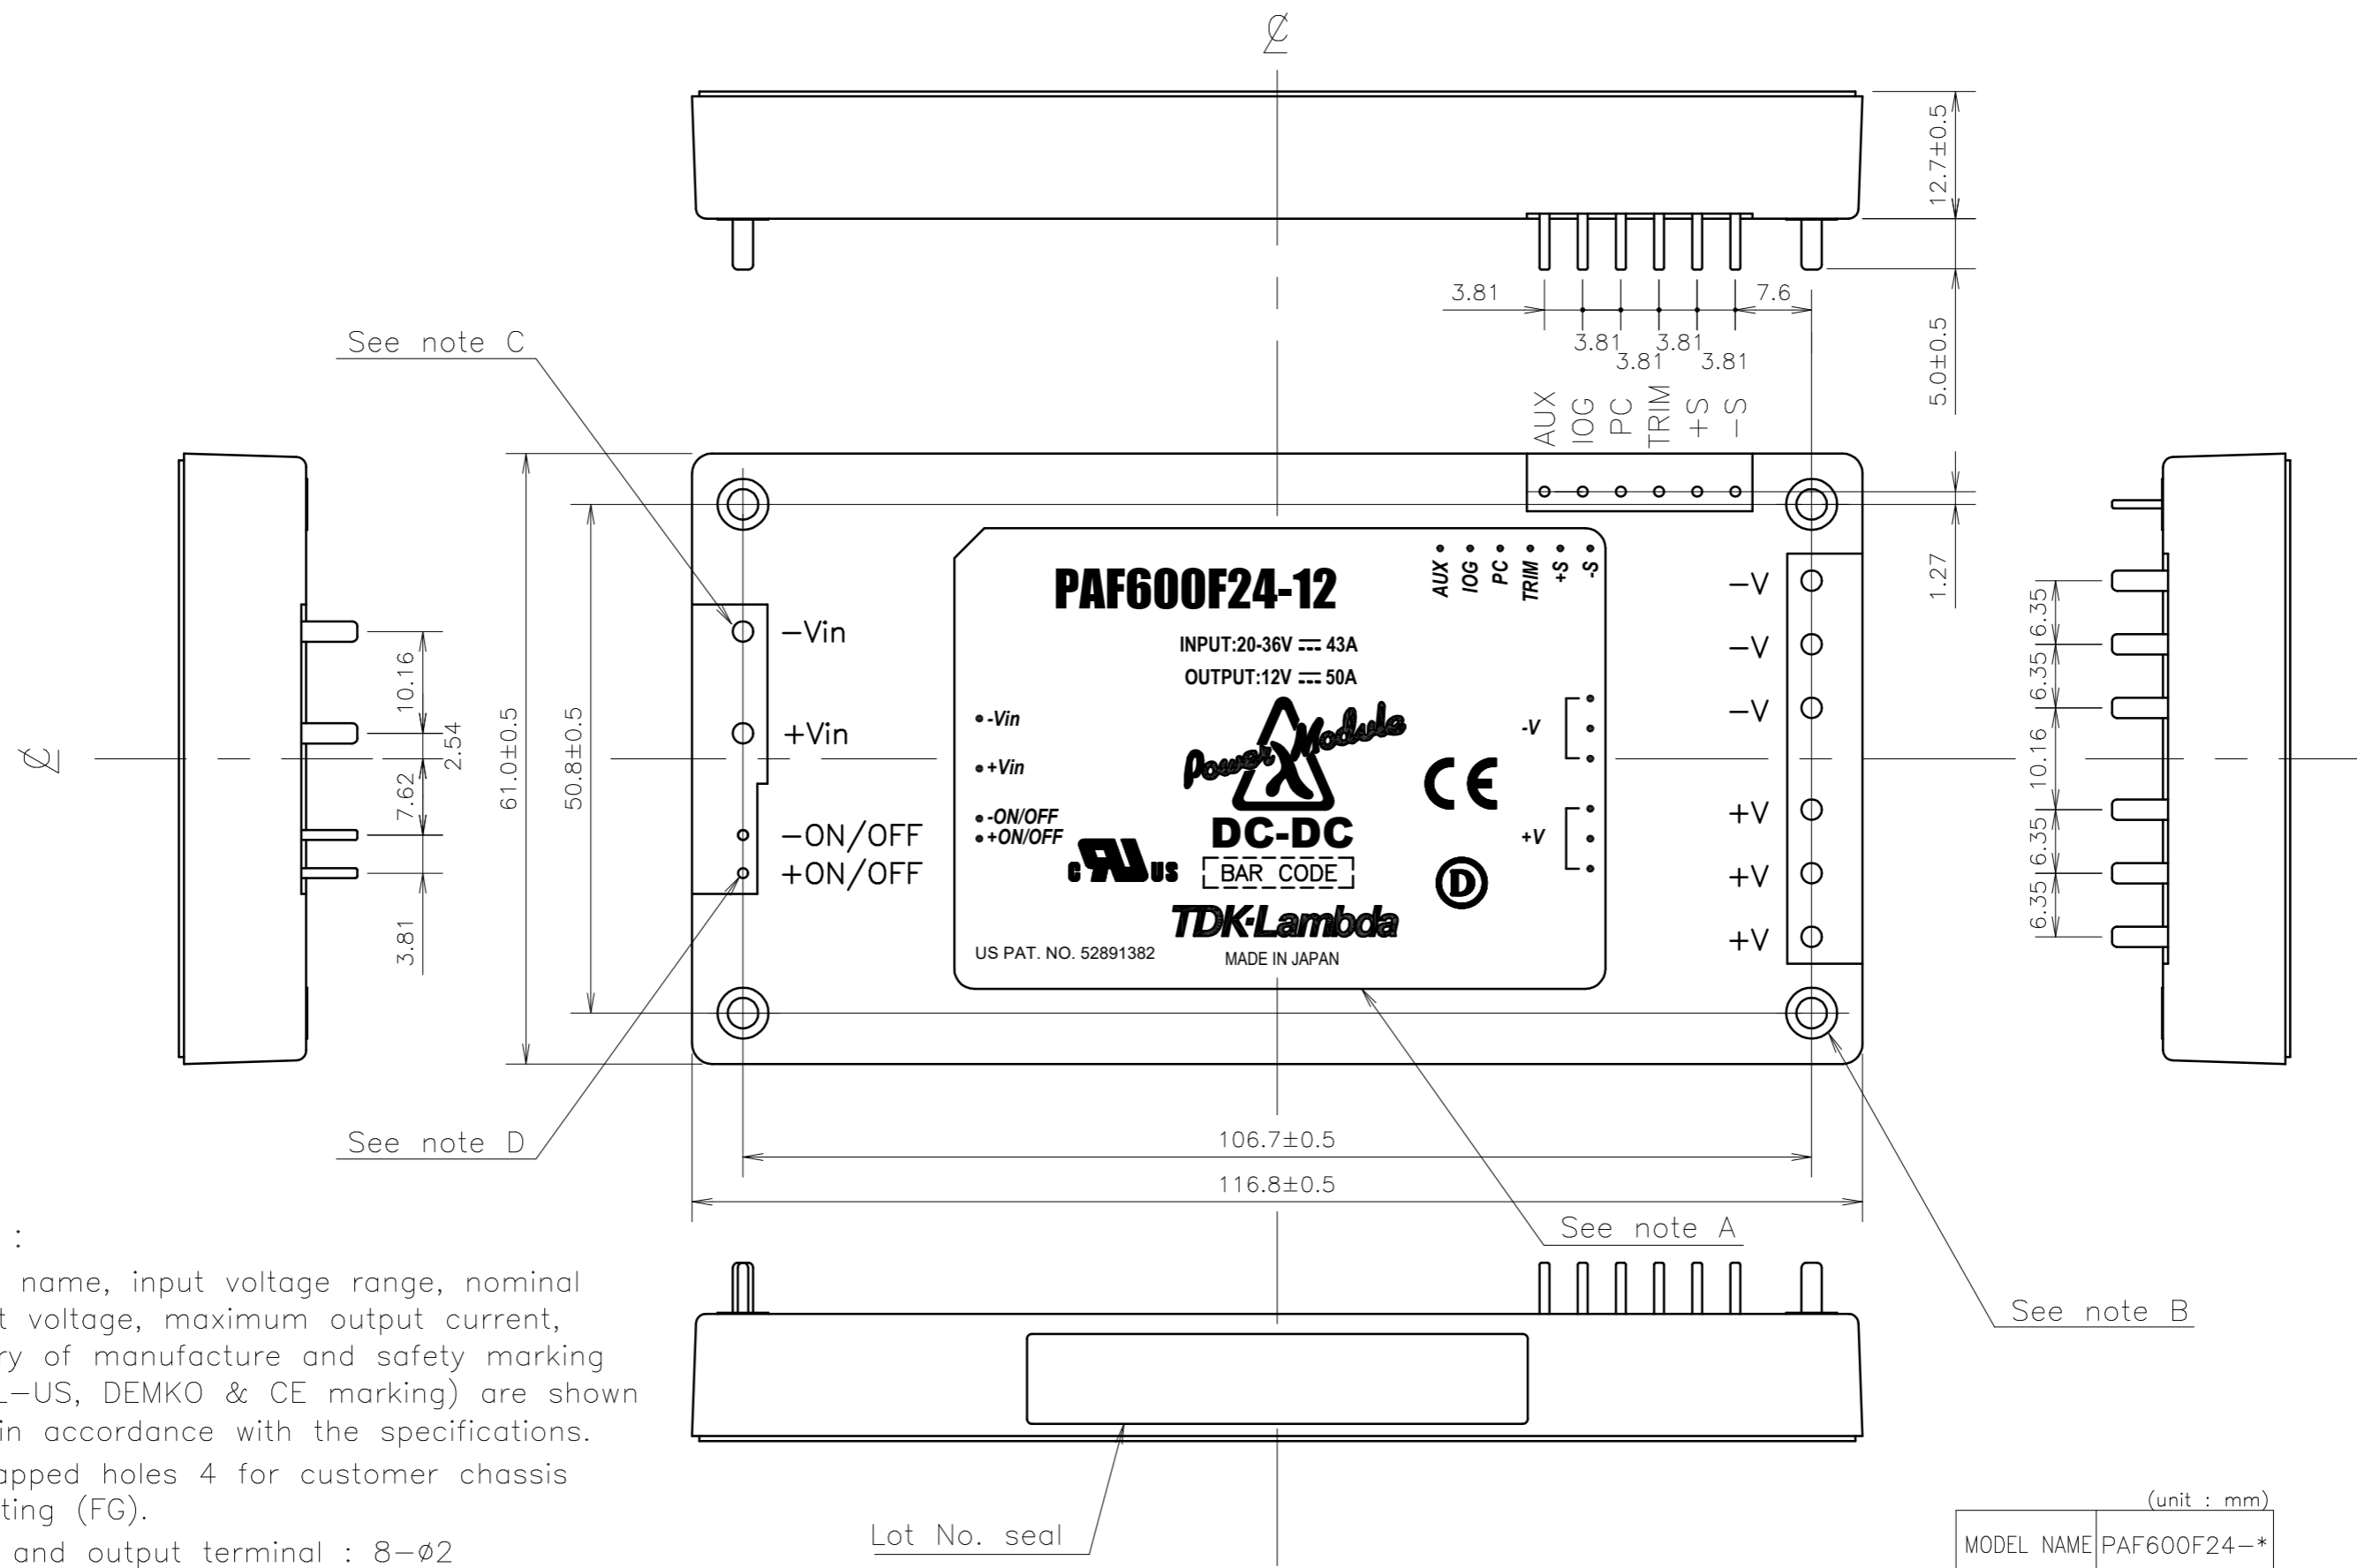 12.7±0.5
3.81
7.6
3.81
3.81
3.81
3.81
5.0±0.5
See note C
AUX
IOG
PC
TRIM
+S
-S
1.27
61.0±0.5
50.8±0.5
10.16
2.54
7.62
3.81
-Vin
+Vin
-ON/OFF
+ON/OFF
PAF600F24-12
AUX
IOG
PC
TRIM
+S
-S
INPUT:20-36V 43A
OUTPUT:12V 50A
-Vin
+Vin
-ON/OFF
+ON/OFF
Power Module
DC-DC
BAR CODE
-V
+V
CE
c RU US
D
TDK-Lambda
US PAT. NO. 52891382
MADE IN JAPAN
-V
-V
-V
+V
+V
+V
6.35
6.35
10.16
6.35
6.35
See note D
106.7±0.5
116.8±0.5
See note A
See note B
:
name, input voltage range, nominal
voltage, maximum output current,
of manufacture and safety marking
-US, DEMKO & CE marking) are shown
in accordance with the specifications.
holes 4 for customer chassis
(FG).
and output terminal : 8-ø2
Lot No. seal
(unit : mm)
MODEL NAME PAF600F24-*